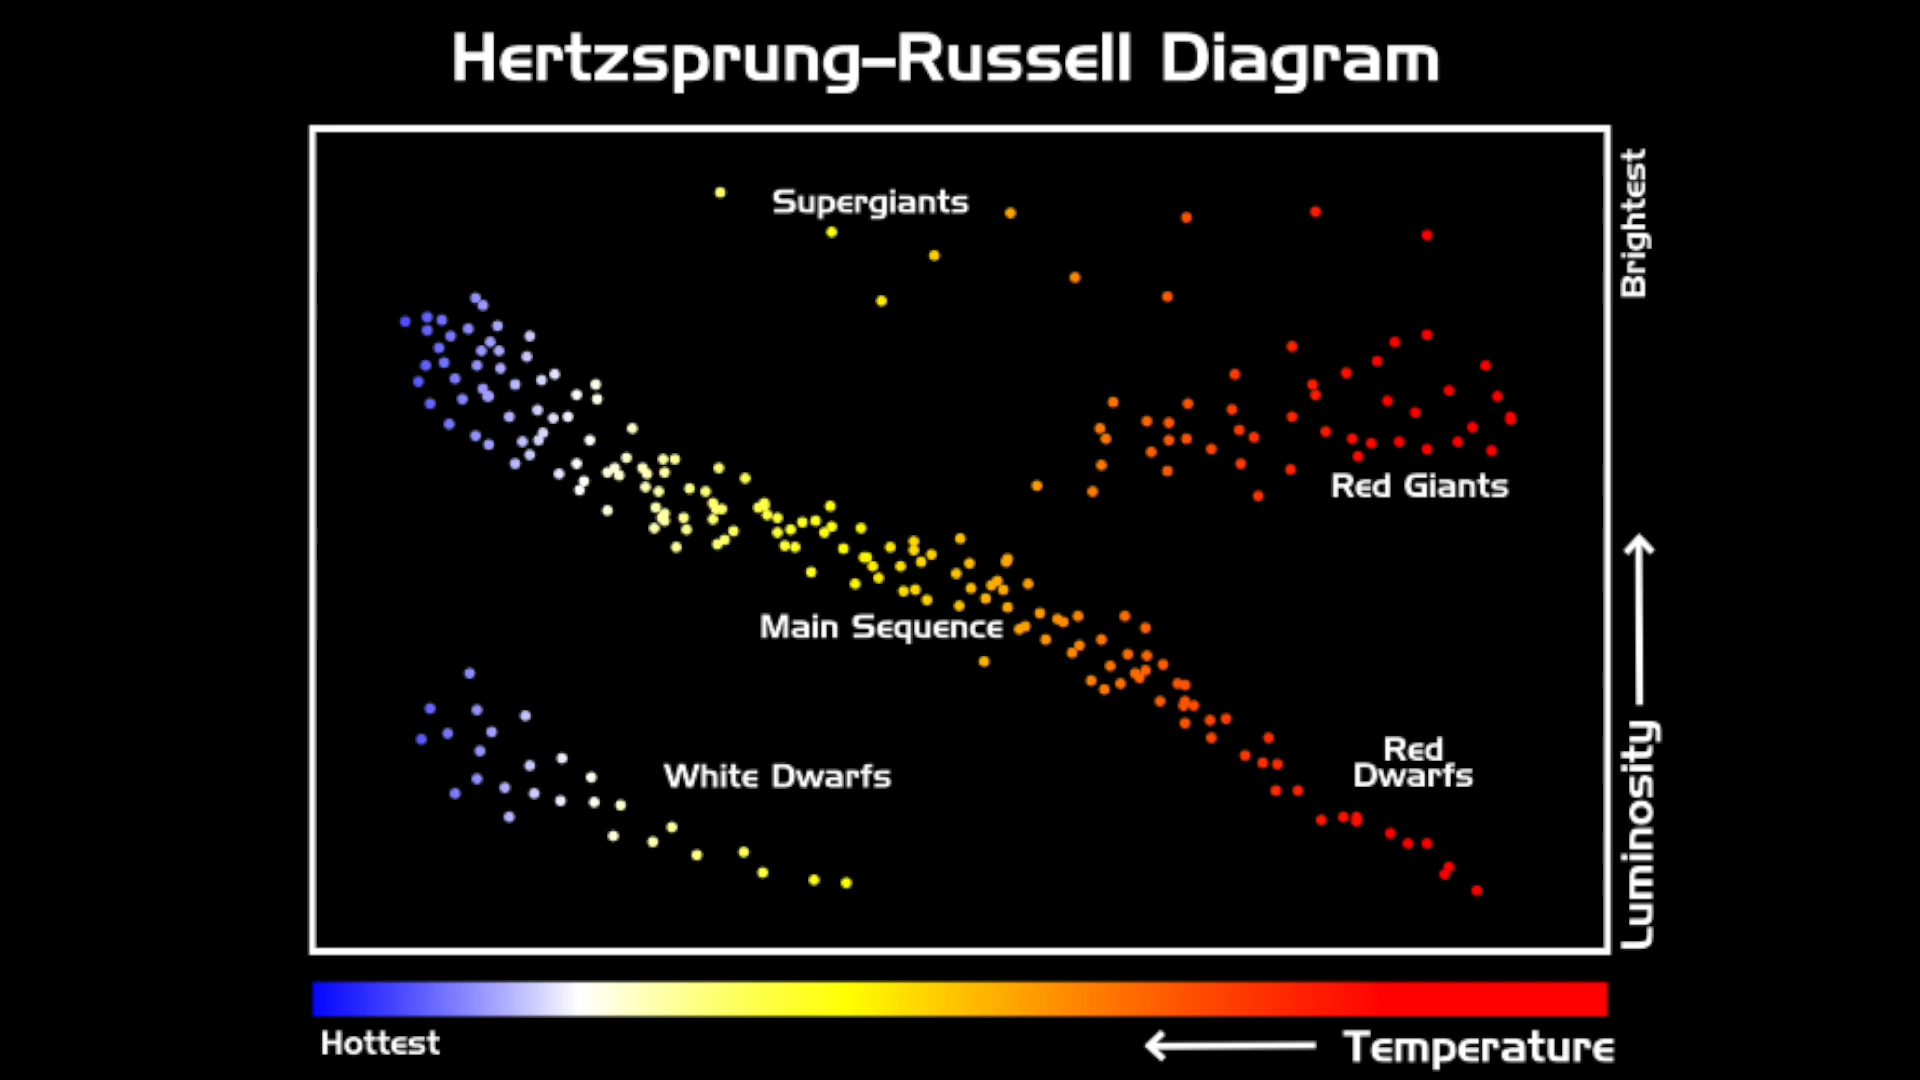 Hertzsprung–Russell Diagram
Supergiants
Brightest
Red Giants
Main Sequence
White Dwarfs
Red
Dwarfs
Luminosity
Hottest
Temperature